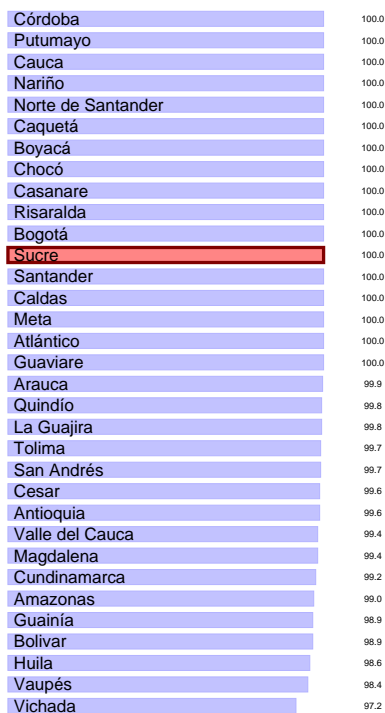 Córdoba 100.0
Putumayo 100.0
Cauca 100.0
Nariño 100.0
Norte de Santander 100.0
Caquetá 100.0
Boyacá 100.0
Chocó 100.0
Casanare 100.0
Risaralda 100.0
Bogotá 100.0
Sucre 100.0
Santander 100.0
Caldas 100.0
Meta 100.0
Atlántico 100.0
Guaviare 100.0
Arauca 99.9
Quindío 99.8
La Guajira 99.8
Tolima 99.7
San Andrés 99.7
Cesar 99.6
Antioquia 99.6
Valle del Cauca 99.4
Magdalena 99.4
Cundinamarca 99.2
Amazonas 99.0
Guainía 98.9
Bolivar 98.9
Huila 98.6
Vaupés 98.4
Vichada 97.2